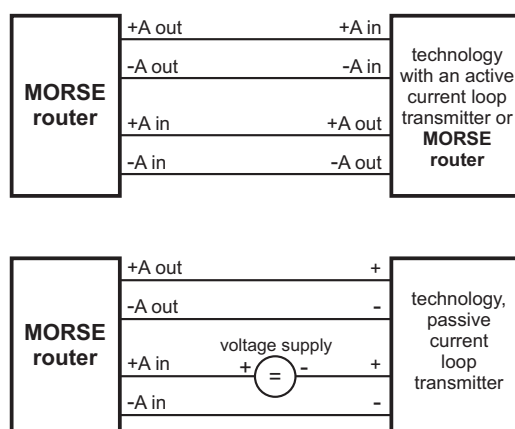 +A out +A in
-A out -A in
MORSE
router
+A in +A out
-A in -A out
technology
with an active
current loop
transmitter or
MORSE
router
+A out +
-A out -
MORSE
router
voltage supply
+A in + = - +
-A in -
technology,
passive
current
loop
transmitter